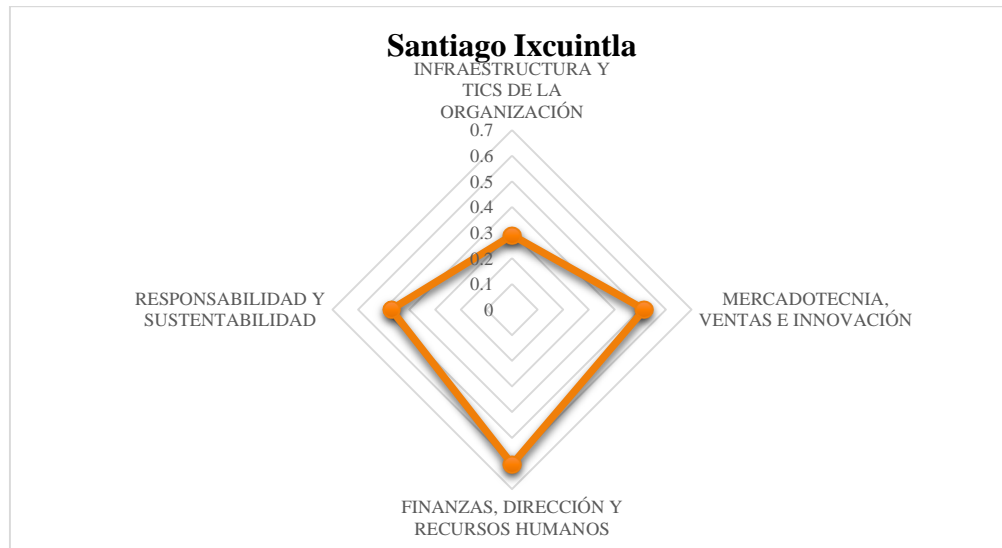 Santiago Ixcuintla
INFRAESTRUCTURA Y
TICS DE LA
ORGANIZACIÓN
0.7
0.6
0.5
0.4
0.3
0.2
0.1
0
RESPONSABILIDAD Y
SUSTENTABILIDAD
MERCADOTECNIA,
VENTAS E INNOVACIÓN
FINANZAS, DIRECCIÓN Y
RECURSOS HUMANOS